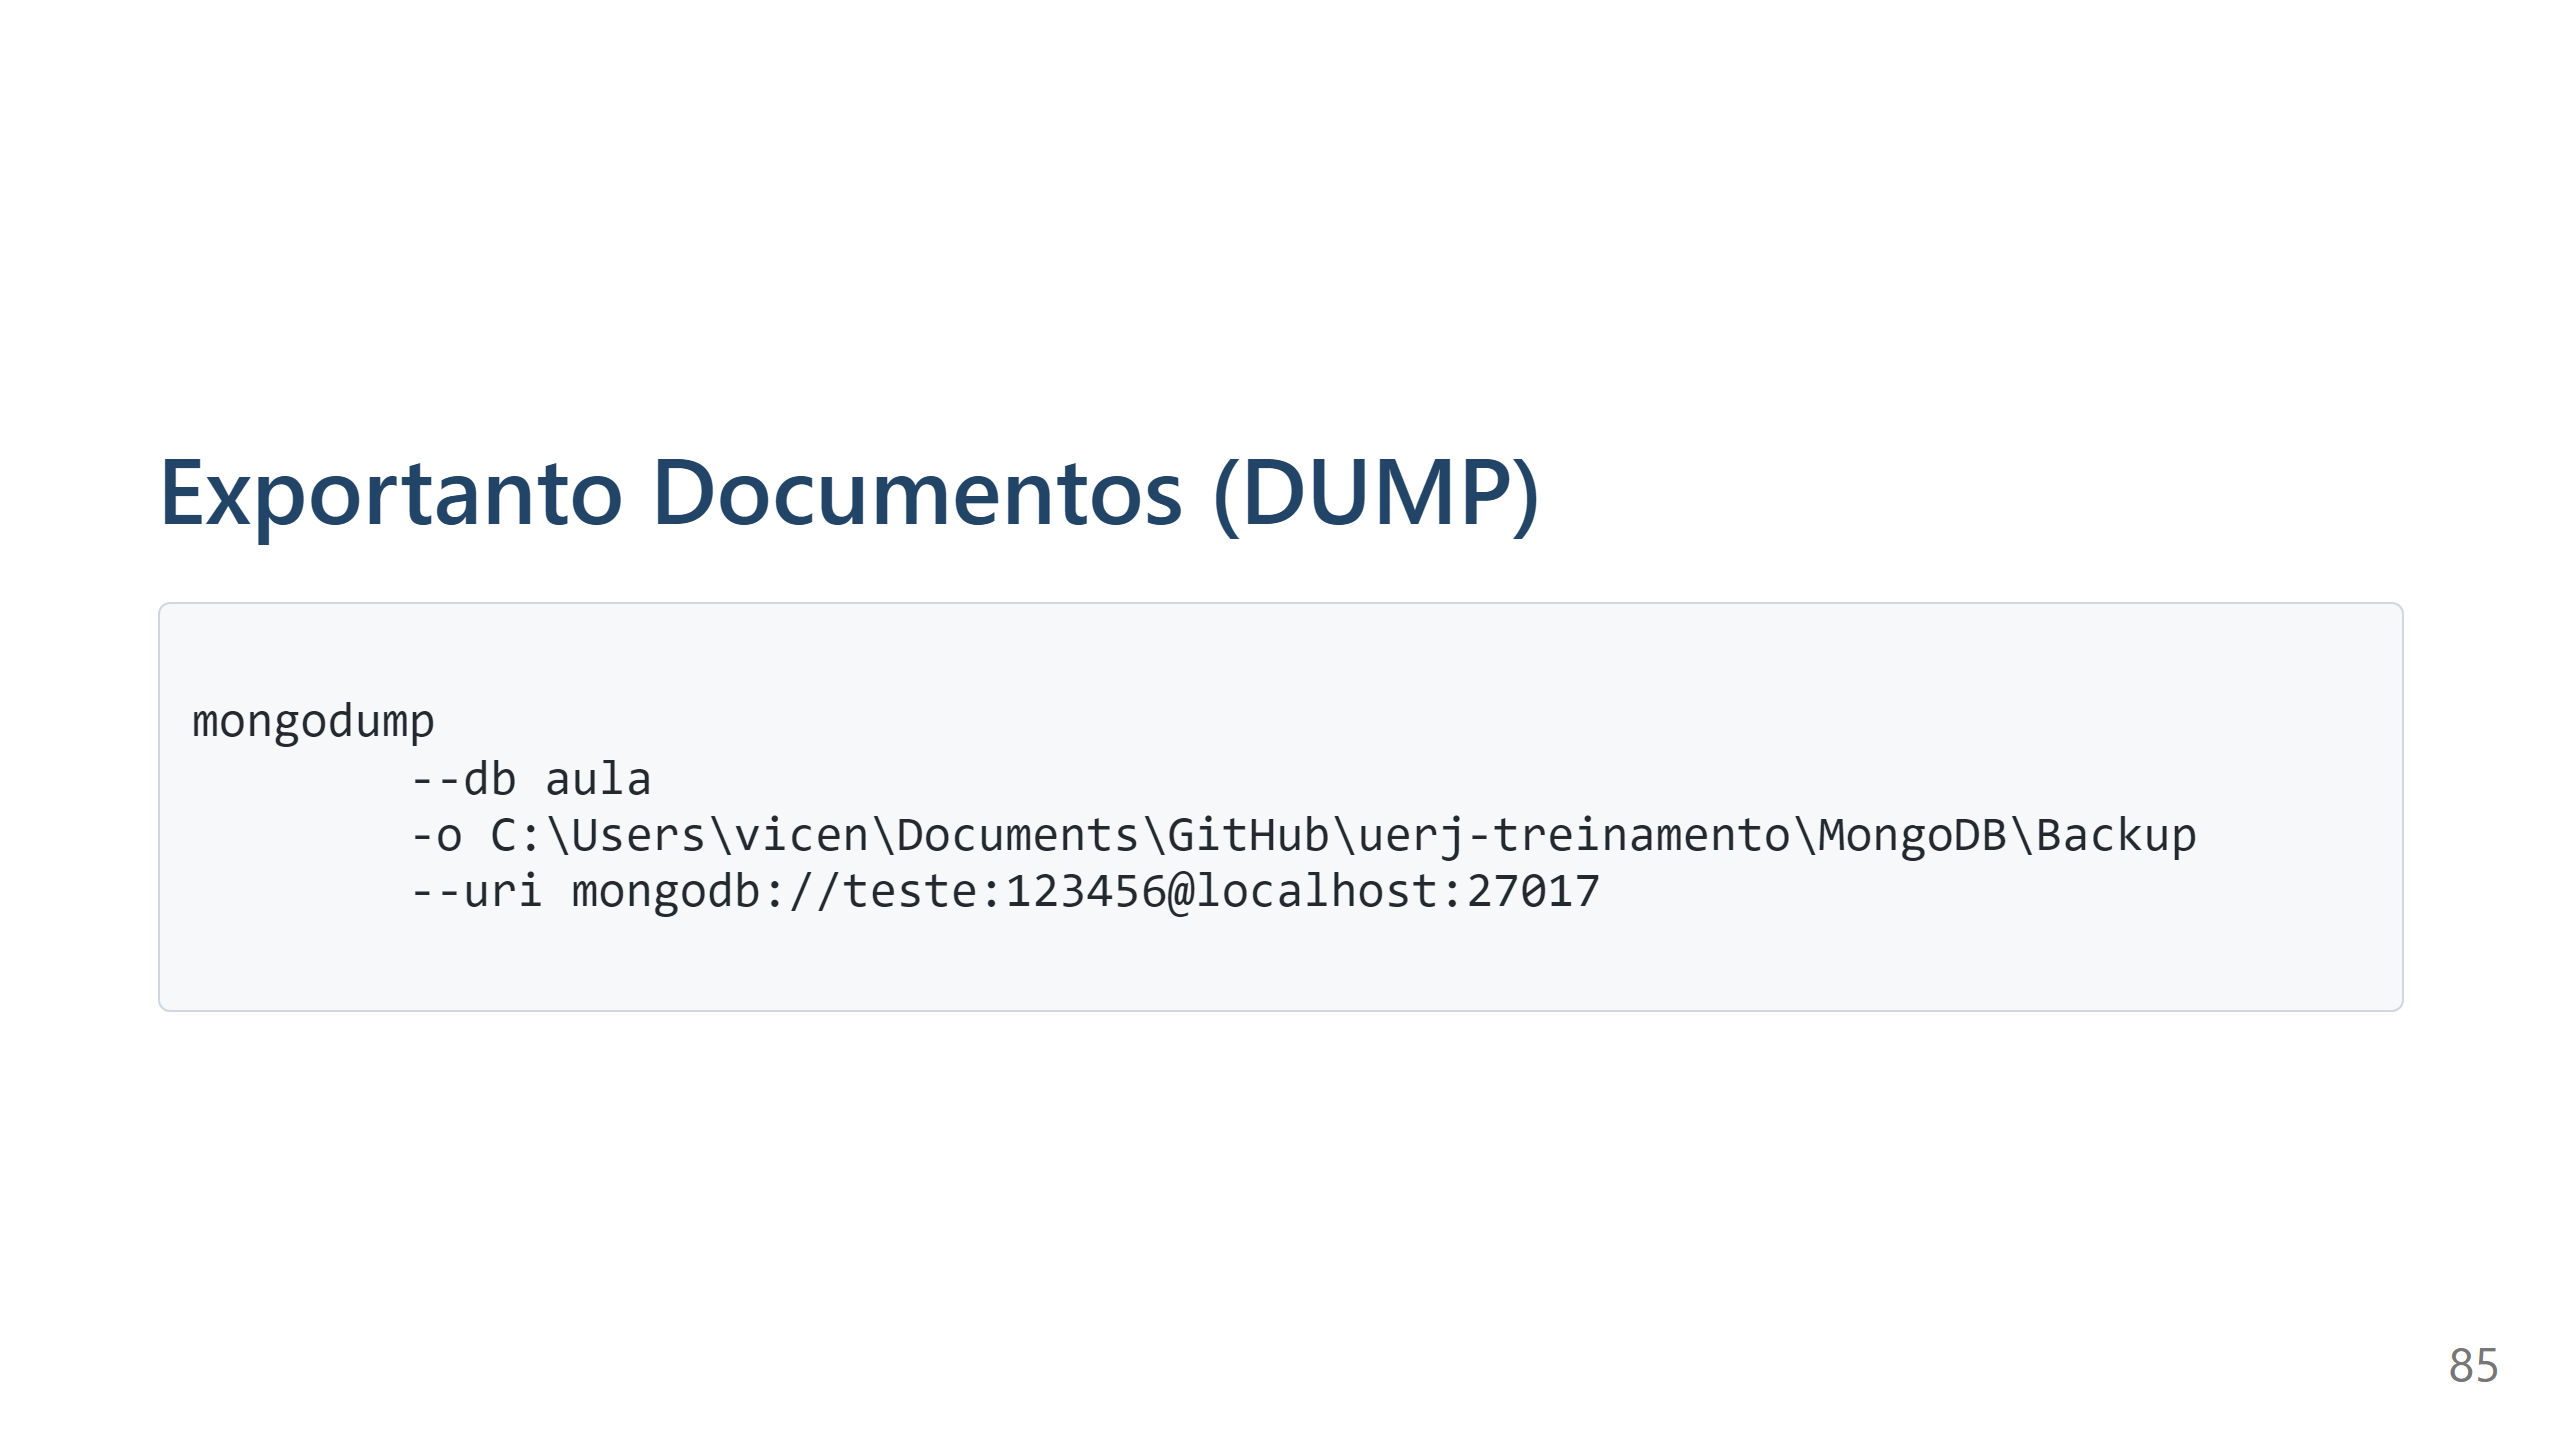 Exportanto Documentos (DUMP)
mongodump
--db aula
-o C:\Users\vicen\Documents\GitHub\uerj-treinamento\MongoDB\Backup
--uri mongodb://teste:123456@localhost:27017
85